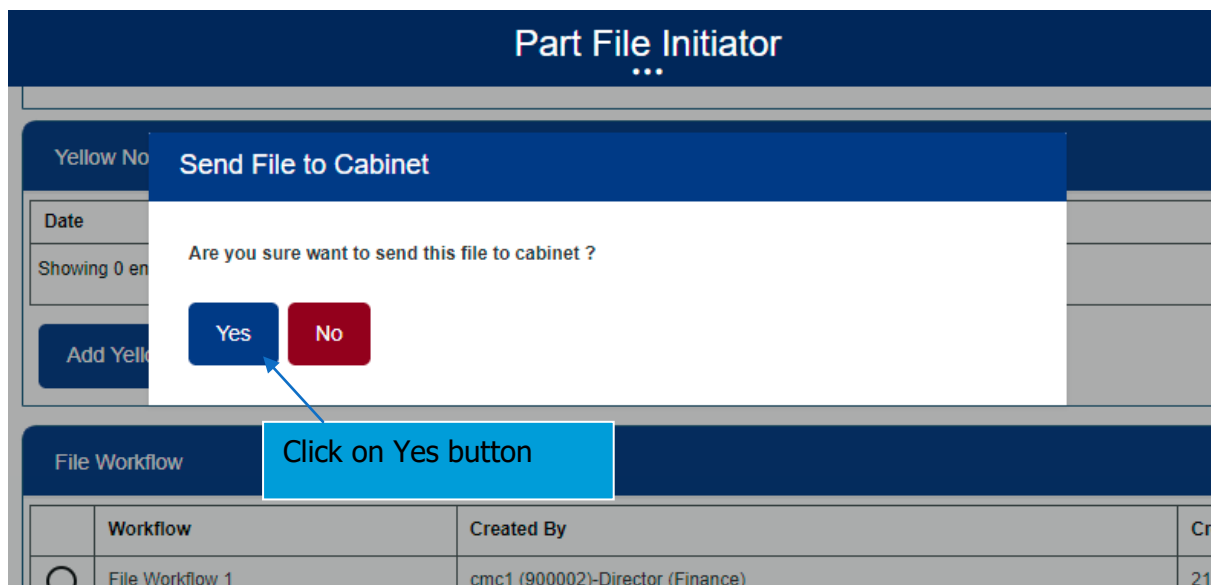 Part File Initiator
Yellow No
Send File to Cabinet
Date
Showing 0 en
Are you sure want to send this file to cabinet ?
Yes No
Add Yello
Click on Yes button
File Workflow
Workflow Created By Cr
File Workflow 1 cmc1 (900002)-Director (Finance) 21